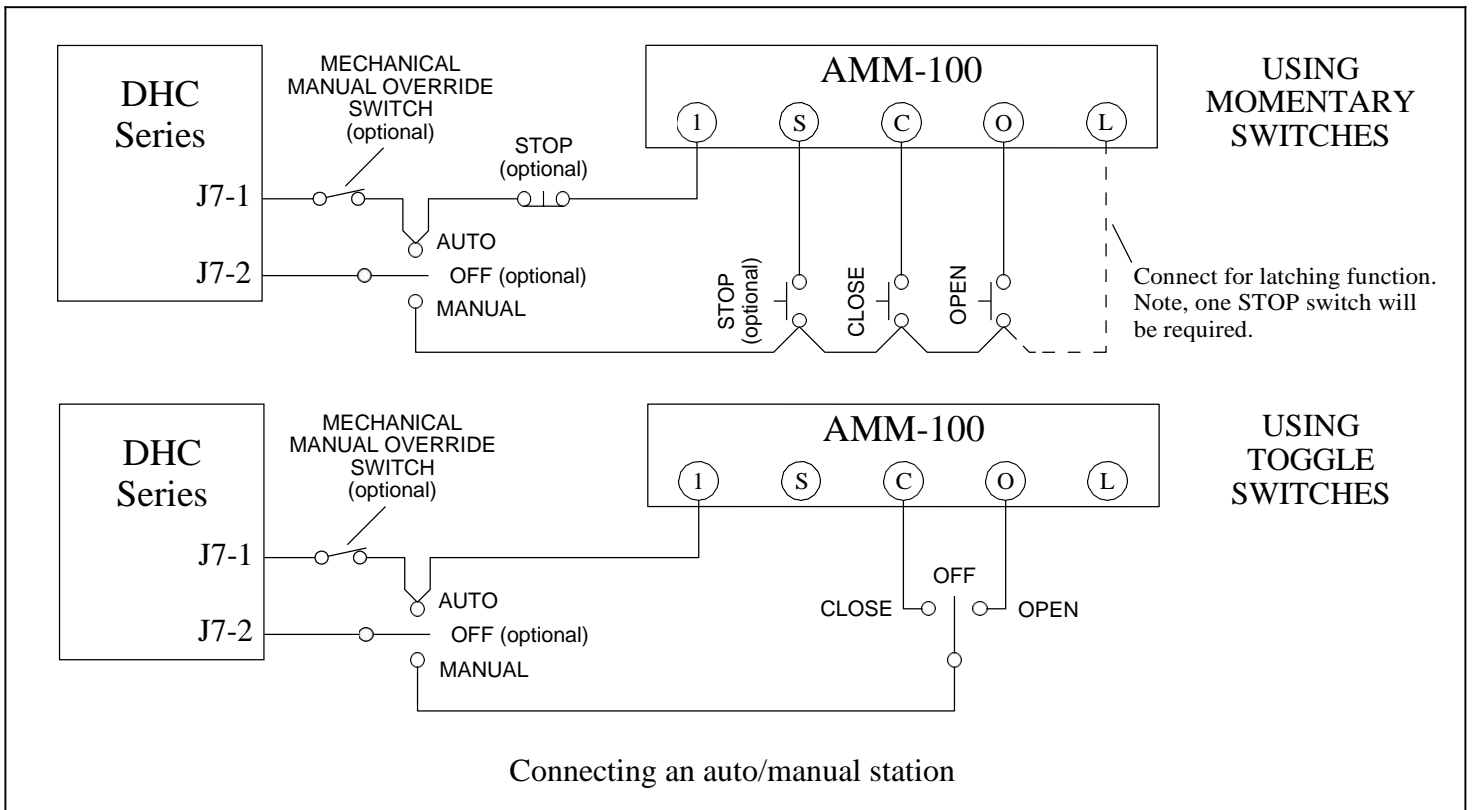 DHC
Series
J7-1
J7-2
MECHANICAL
MANUAL OVERRIDE
SWITCH
(optional)
STOP
(optional)
AUTO
OFF (optional)
MANUAL
AMM-100
1 S C O L
STOP
(optional)
CLOSE
OPEN
USING
MOMENTARY
SWITCHES
Connect for latching function.
Note, one STOP switch will
be required.
DHC
Series
J7-1
J7-2
MECHANICAL
MANUAL OVERRIDE
SWITCH
(optional)
AUTO
OFF (optional)
MANUAL
AMM-100
1 S C O L
OFF
CLOSE OPEN
USING
TOGGLE
SWITCHES
Connecting an auto/manual station